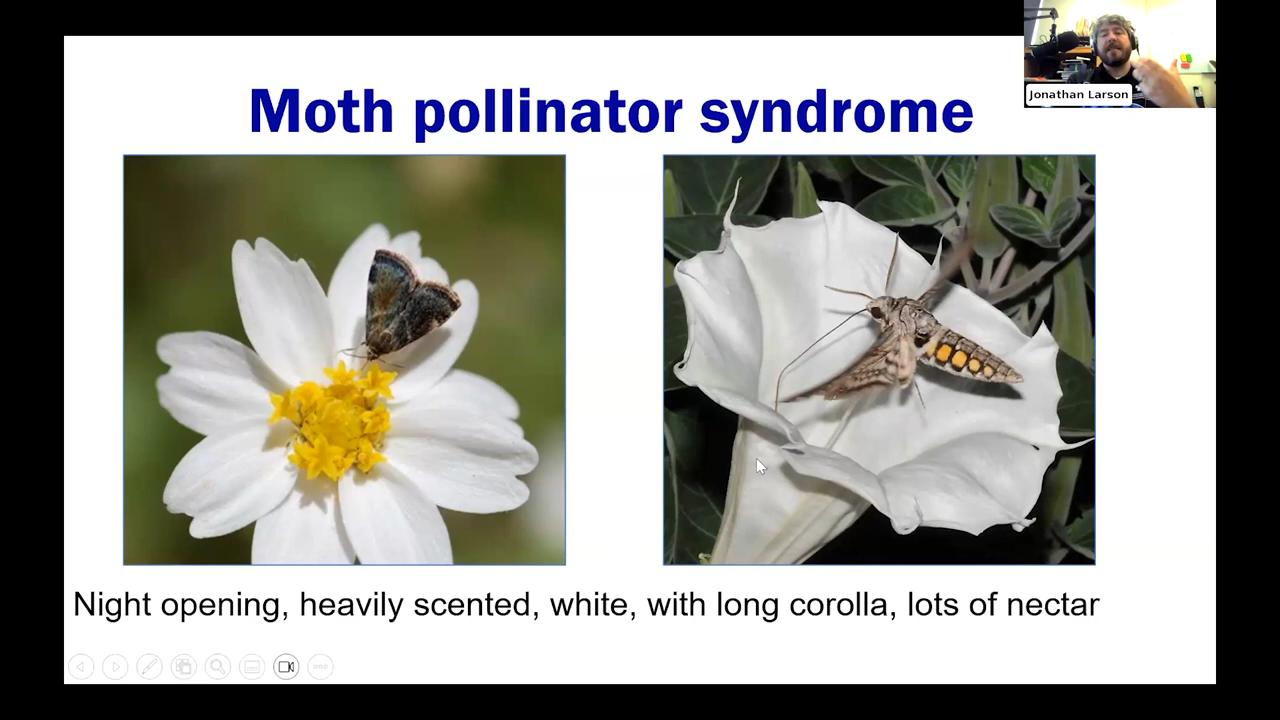 Jonathan Larson
Moth pollinator syndrome
Night opening, heavily scented, white, with long corolla, lots of nectar